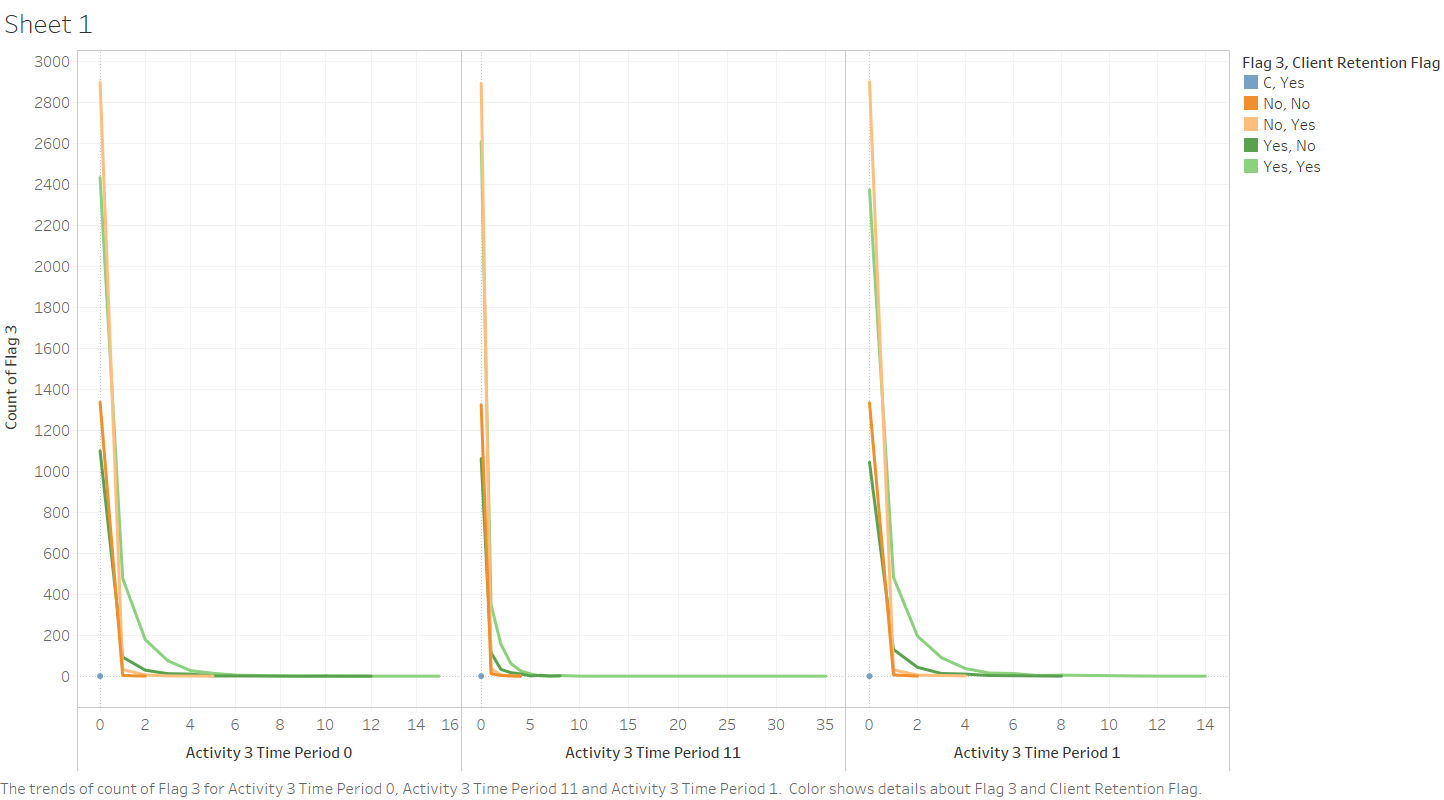 Sheet 1
Flag 3, Client Retention Flag
C, Yes
No, No
No, Yes
Yes, No
Yes, Yes
Count of Flag 3
3000
2800
2600
2400
2200
2000
1800
1600
1400
1200
1000
800
600
400
200
0
0 2 4 6 8 10 12 14 16
0 5 10 15 20 25 30 35
0 2 4 6 8 10 12 14
Activity 3 Time Period 0
Activity 3 Time Period 11
Activity 3 Time Period 1
The trends of count of Flag 3 for Activity 3 Time Period 0, Activity 3 Time Period 11 and Activity 3 Time Period 1.  Color shows details about Flag 3 and Client Retention Flag.